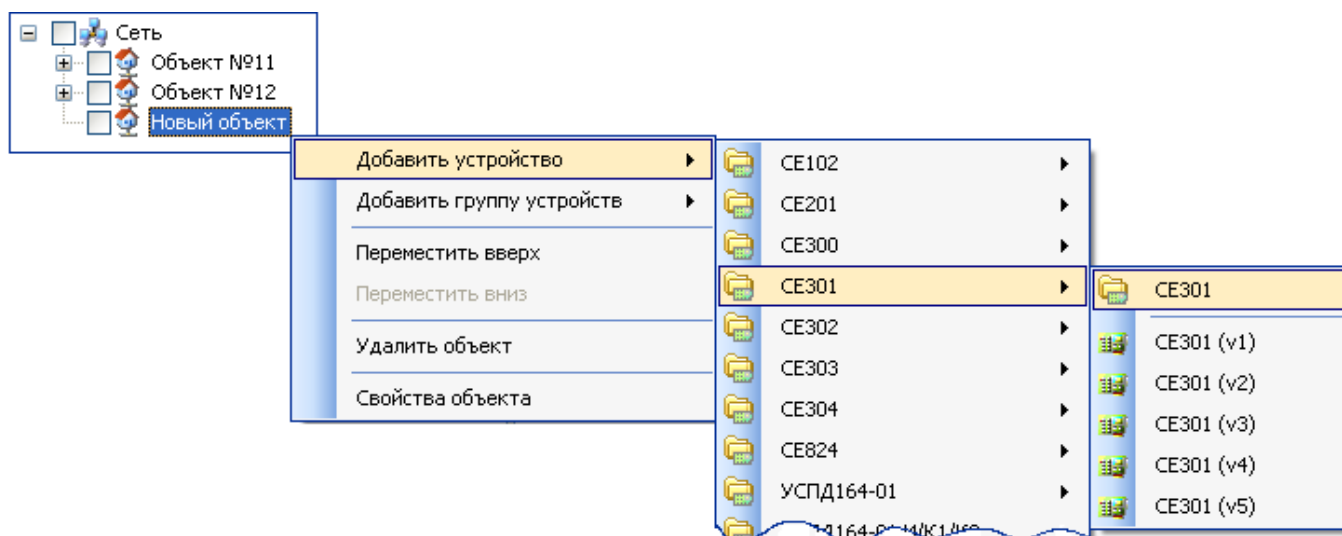 Сеть
Объект №11
Объект №12
Новый объект
Добавить устройство
Добавить группу устройств
Переместить вверх
Переместить вниз
Удалить объект
Свойства объекта
CE102
CE201
CE300
CE301
CE302
CE303
CE304
CE824
УСПД164-01
CE301
CE301 (v1)
CE301 (v2)
CE301 (v3)
CE301 (v4)
CE301 (v5)